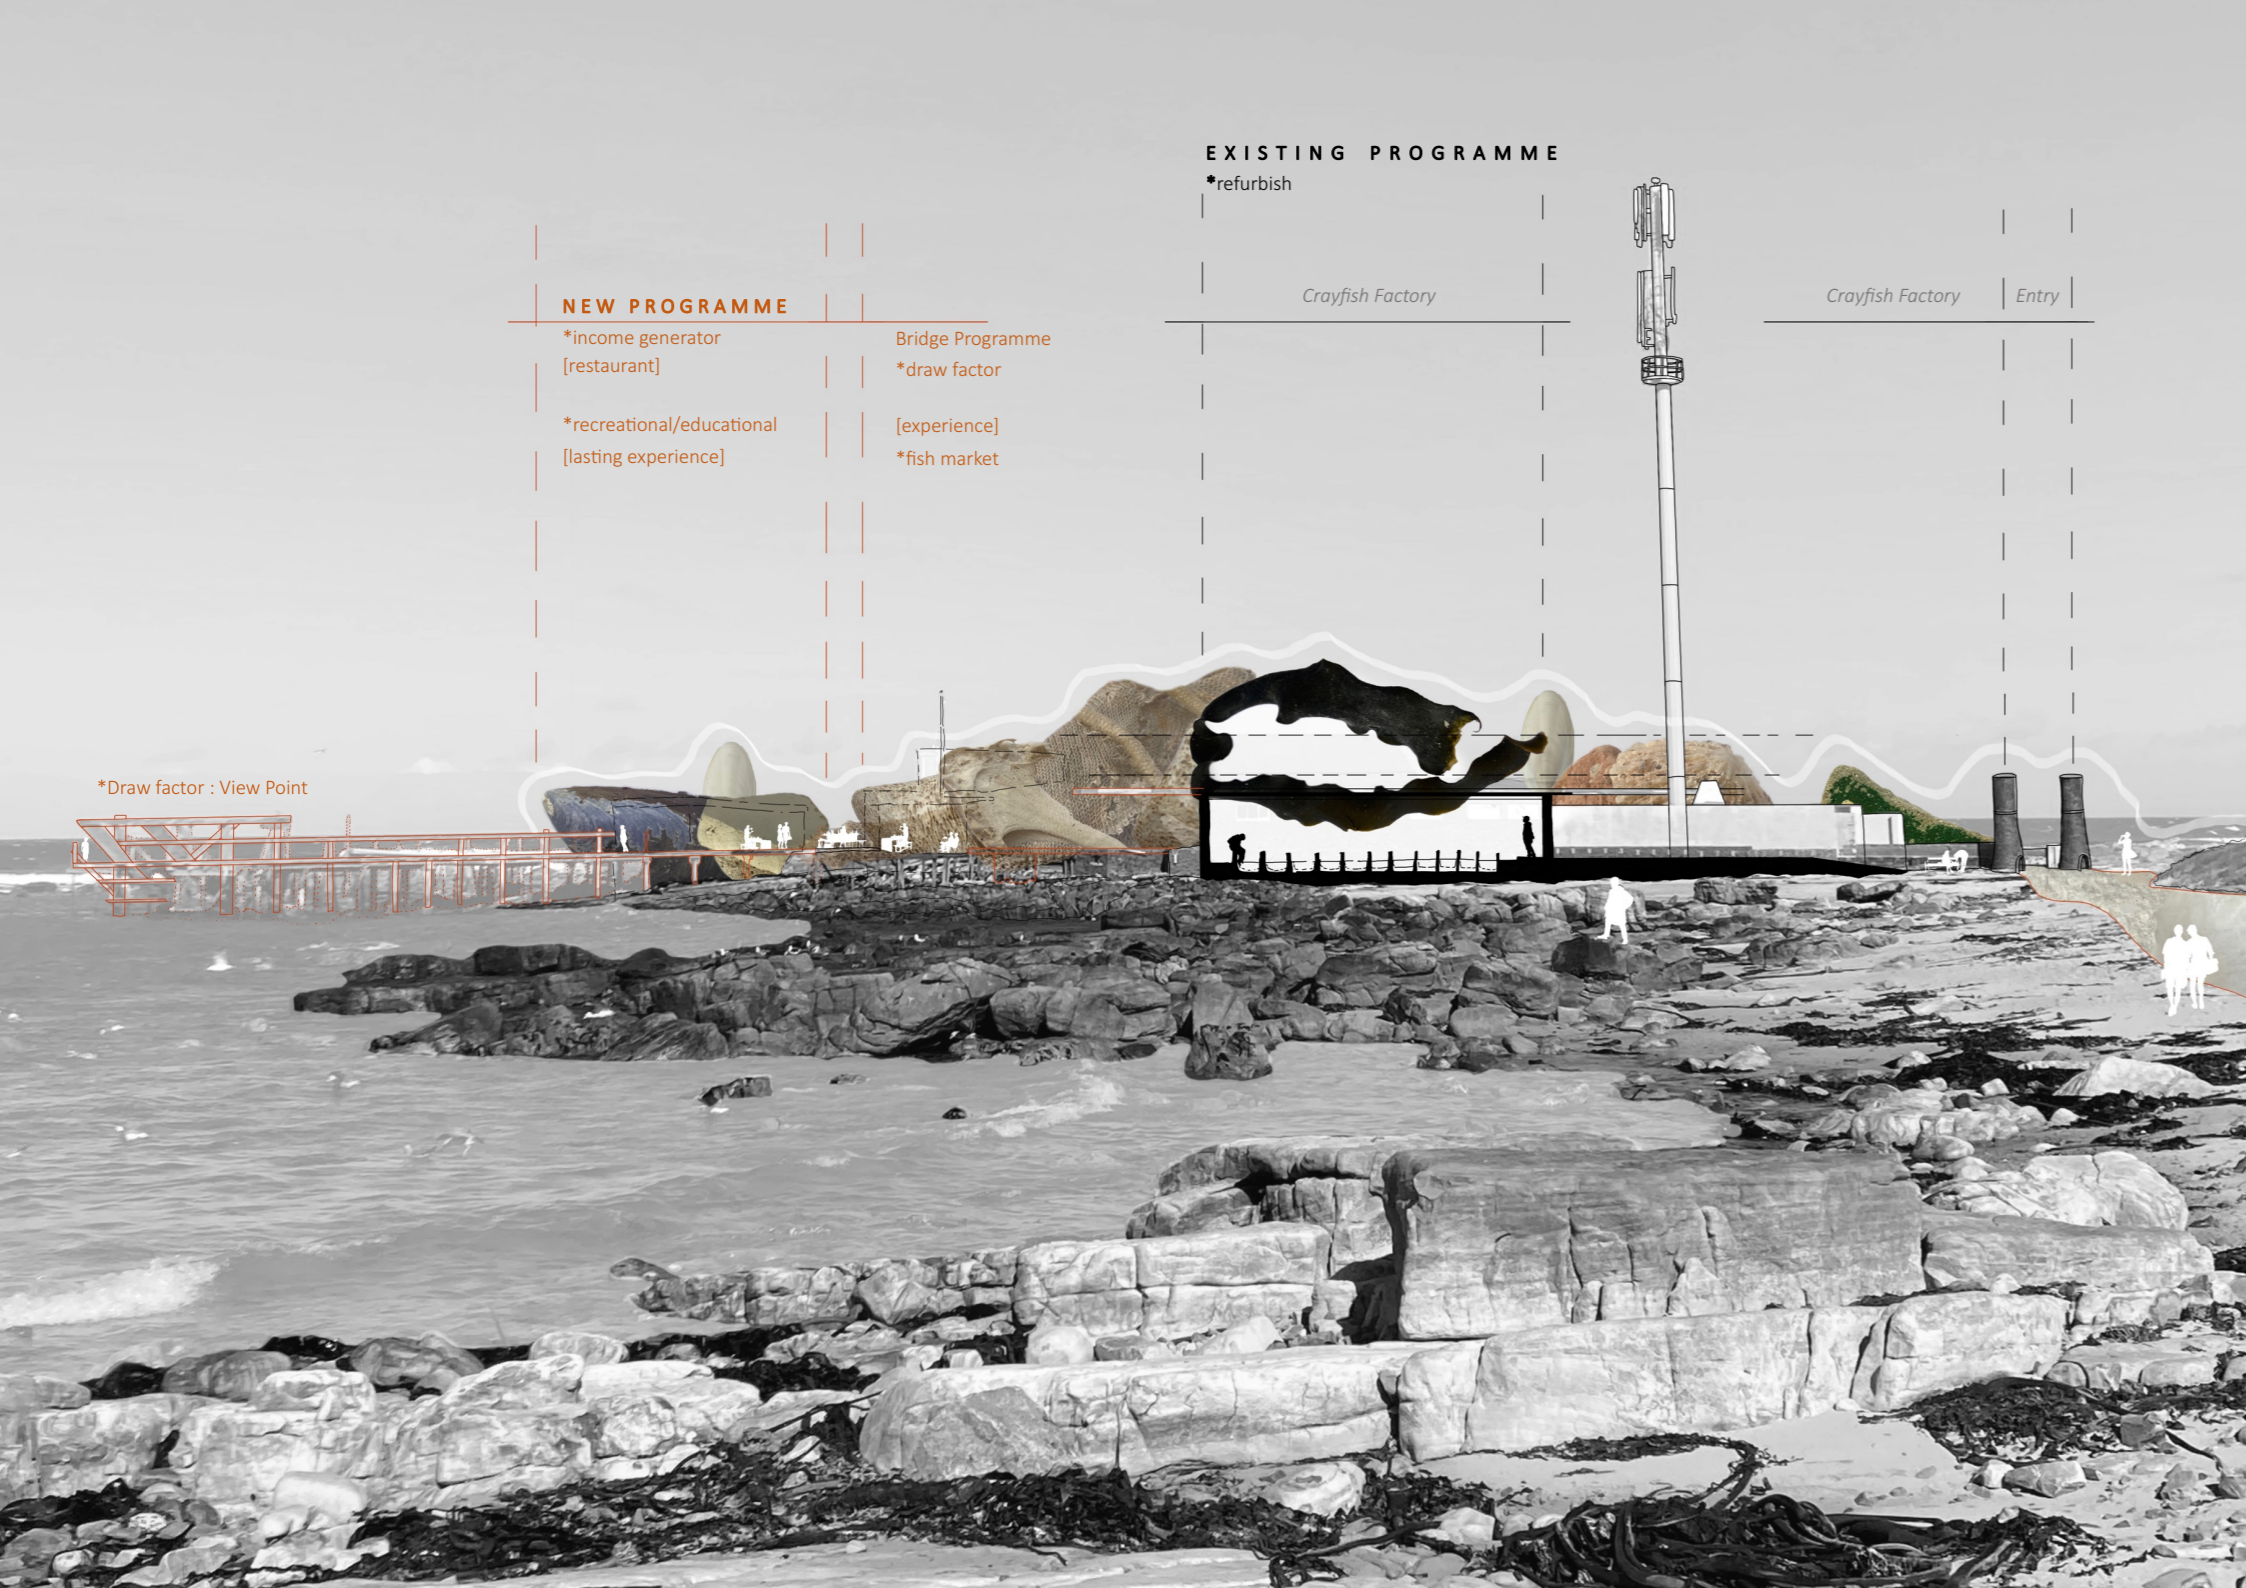 EXISTING PROGRAMME
*refurbish
Crayfish Factory
Crayfish Factory
Entry
NEW PROGRAMME
*income generator
[restaurant]
*recreational/educational
[lasting experience]
Bridge Programme
*draw factor
[experience]
*fish market
*Draw factor : View Point